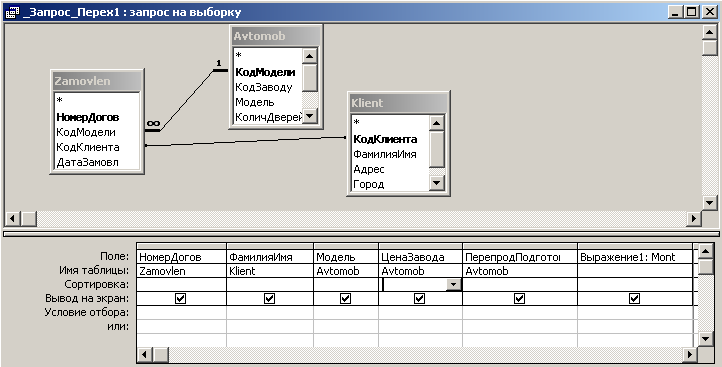 _Запрос_Перех1 : запрос на выборку
Avtomob
*
КодМодели
КодЗаводу
Модель
КоличДверей
Zamovlen
*
НомерДогов
КодМодели
КодКлиента
ДатаЗамовл
1
∞
Klient
*
КодКлиента
ФамилияИмя
Адрес
Город
Поле: НомерДогов ФамилияИмя Модель ЦенаЗавода ПерепродПодготої Выражение1: Mont
Имя таблицы: Zamovlen Klient Avtomob Avtomob Avtomob
Сортировка:
Вывод на экран:
Условие отбора:
или: